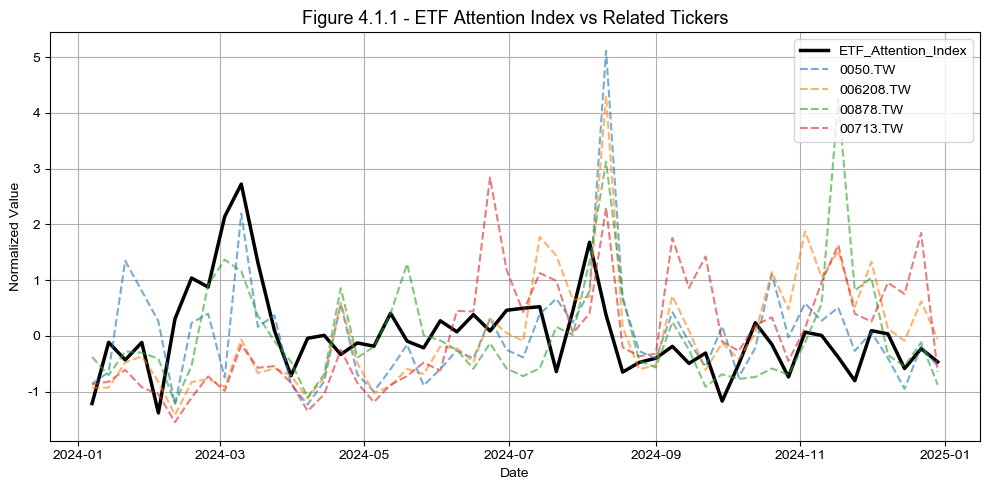 Figure 4.1.1 - ETF Attention Index vs Related Tickers
ETF_Attention_Index
0050.TW
006208.TW
00878.TW
00713.TW
Normalized Value
5
4
3
2
1
0
-1
2024-01
2024-03
2024-05
2024-07
2024-09
2024-11
2025-01
Date